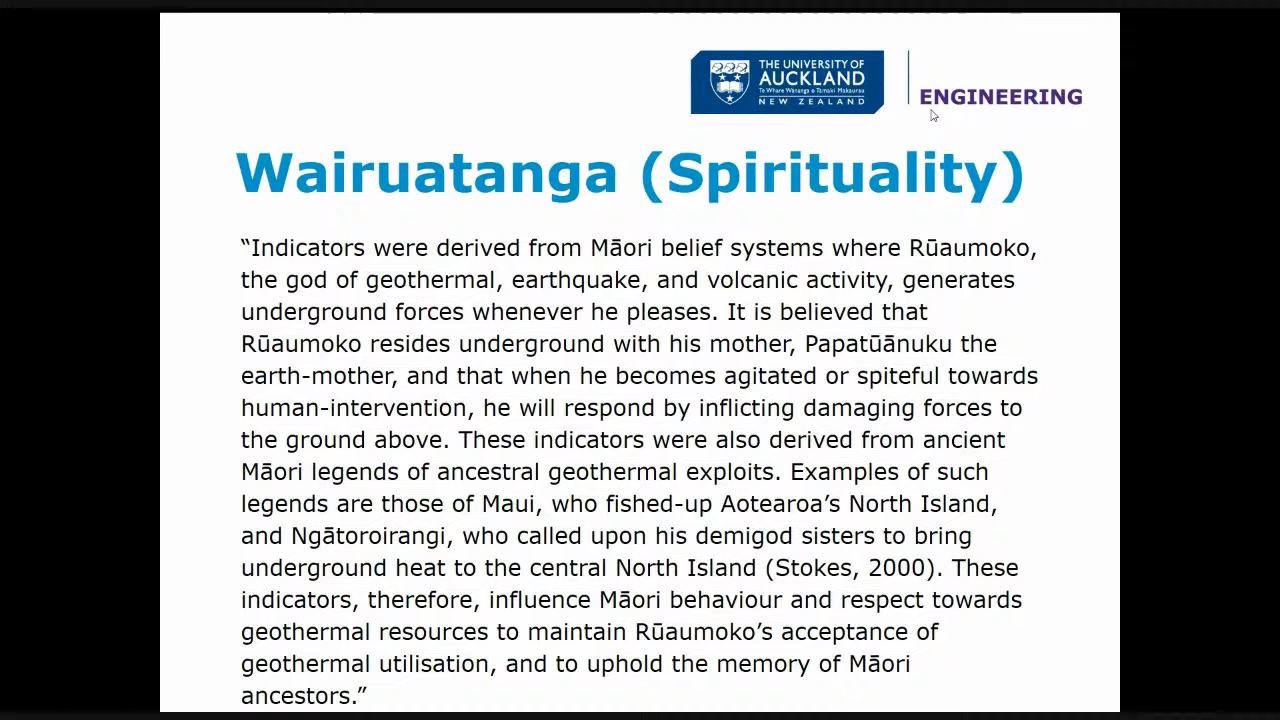 THE UNIVERSITY OF
AUCKLAND
Te Whare Wānanga o Tāmaki Makaurau
NEW ZEALAND
ENGINEERING
Wairuatanga (Spirituality)
“Indicators were derived from Māori belief systems where Rūaumoko,
the god of geothermal, earthquake, and volcanic activity, generates
underground forces whenever he pleases. It is believed that
Rūaumoko resides underground with his mother, Papatūānuku the
earth-mother, and that when he becomes agitated or spiteful towards
human-intervention, he will respond by inflicting damaging forces to
the ground above. These indicators were also derived from ancient
Māori legends of ancestral geothermal exploits. Examples of such
legends are those of Maui, who fished-up Aotearoa’s North Island,
and Ngātoroirangi, who called upon his demigod sisters to bring
underground heat to the central North Island (Stokes, 2000). These
indicators, therefore, influence Māori behaviour and respect towards
geothermal resources to maintain Rūaumoko’s acceptance of
geothermal utilisation, and to uphold the memory of Māori
ancestors.”